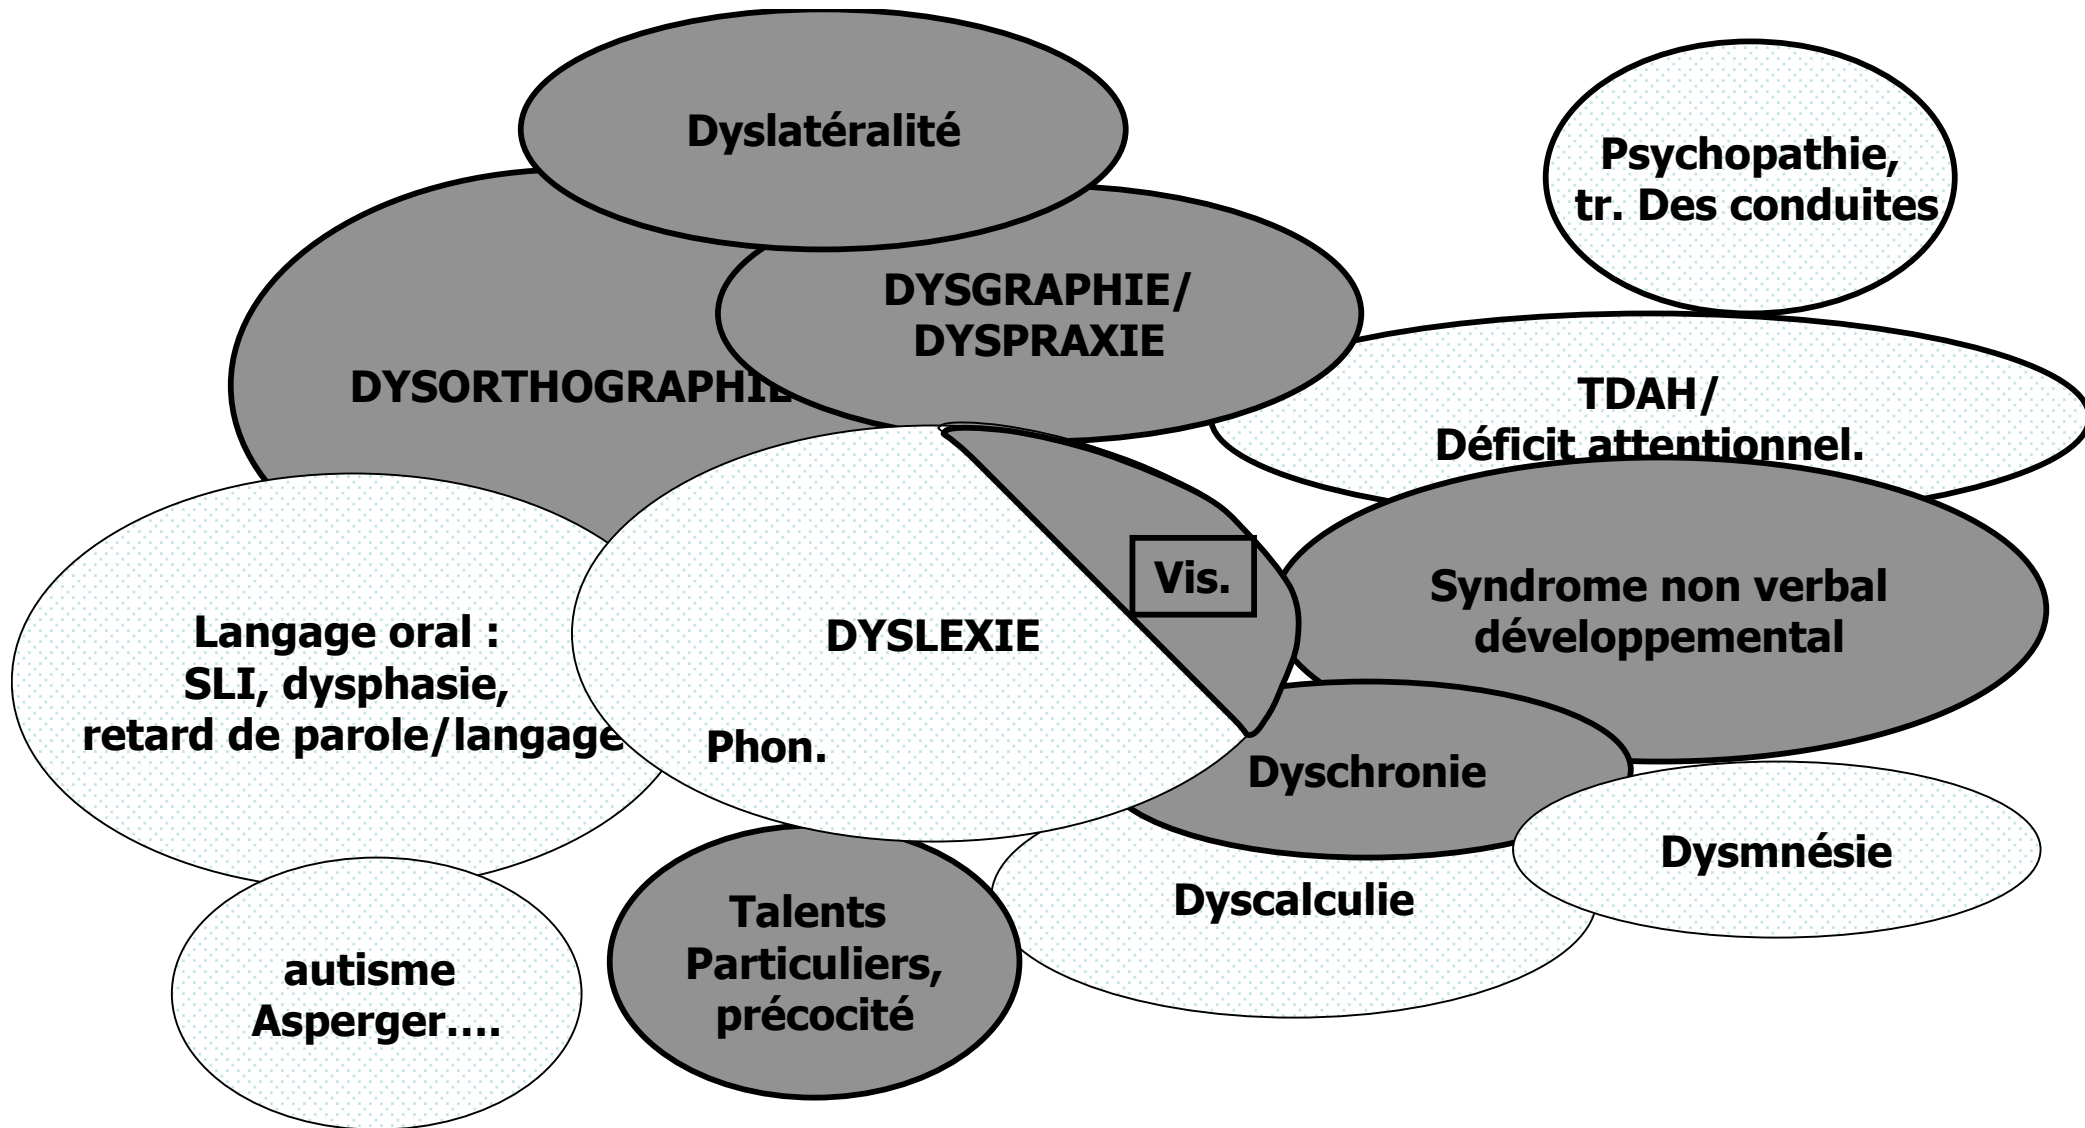 Dyslatéralité
Psychopathie,
tr. Des conduites
DYSGRAPHIE/
DYSPRAXIE
DYSORTHOGRAPHIE
TDAH/
Déficit attentionnel.
Vis.
Syndrome non verbal
développemental
Langage oral :
SLI, dysphasie,
retard de parole/langage
DYSLEXIE
Phon.
Dyschronie
Dysmnésie
Dyscalculie
Talents
Particuliers,
précocité
autisme
Asperger....